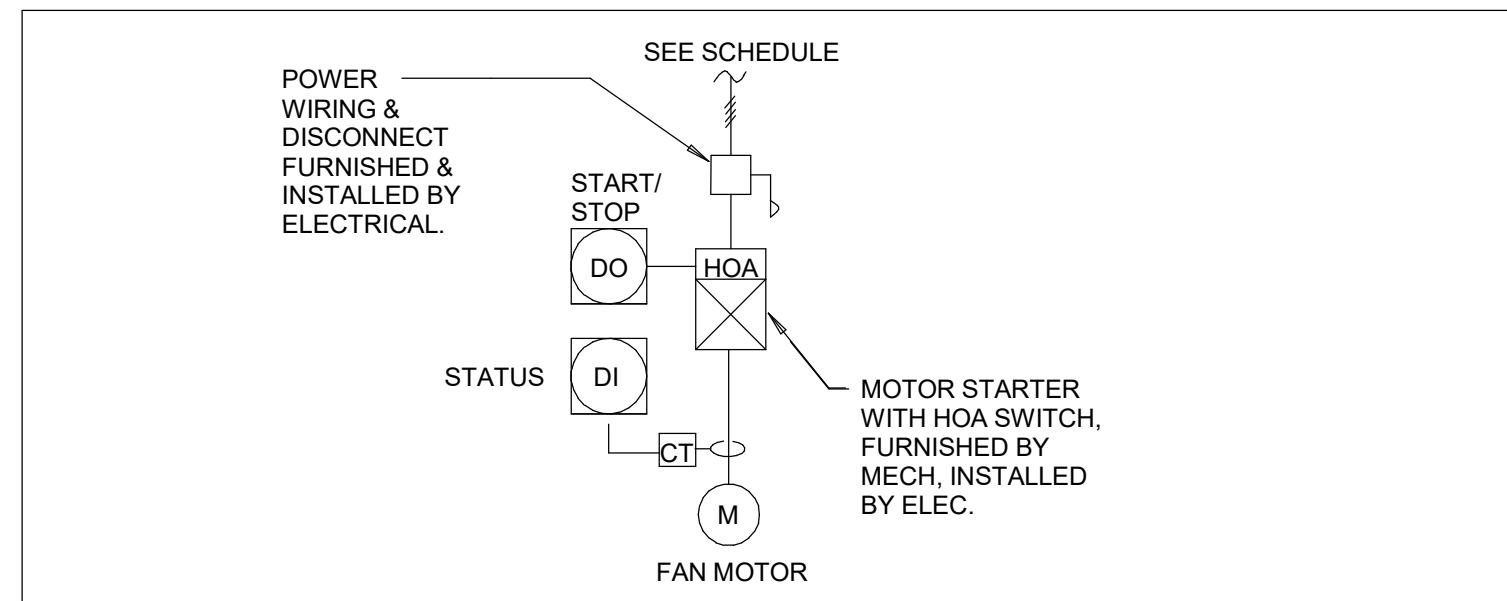 SEE SCHEDULE
POWER
WIRING &
DISCONNECT
FURNISHED &
INSTALLED BY
ELECTRICAL.
START/
STOP
DO
HOA
STATUS
DI
CT
MOTOR STARTER
WITH HOA SWITCH,
FURNISHED BY
MECH, INSTALLED
BY ELEC.
M
FAN MOTOR